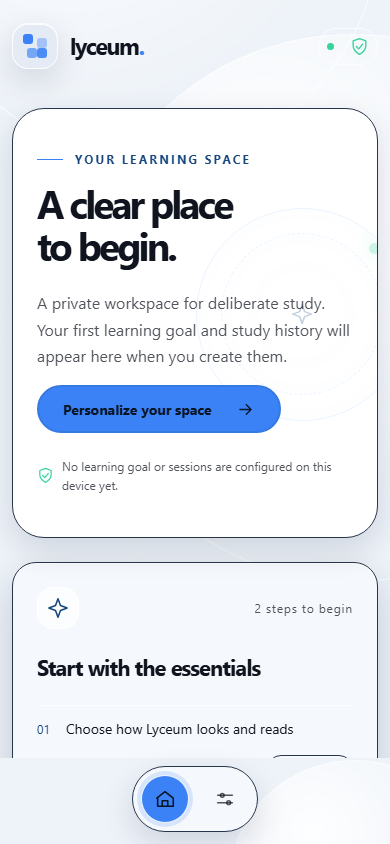 lyceum.
YOUR LEARNING SPACE
A clear place
to begin.
A private workspace for deliberate study.
Your first learning goal and study history will
appear here when you create them.
Personalize your space
No learning goal or sessions are configured on this
device yet.
2 steps to begin
Start with the essentials
01 Choose how Lyceum looks and reads